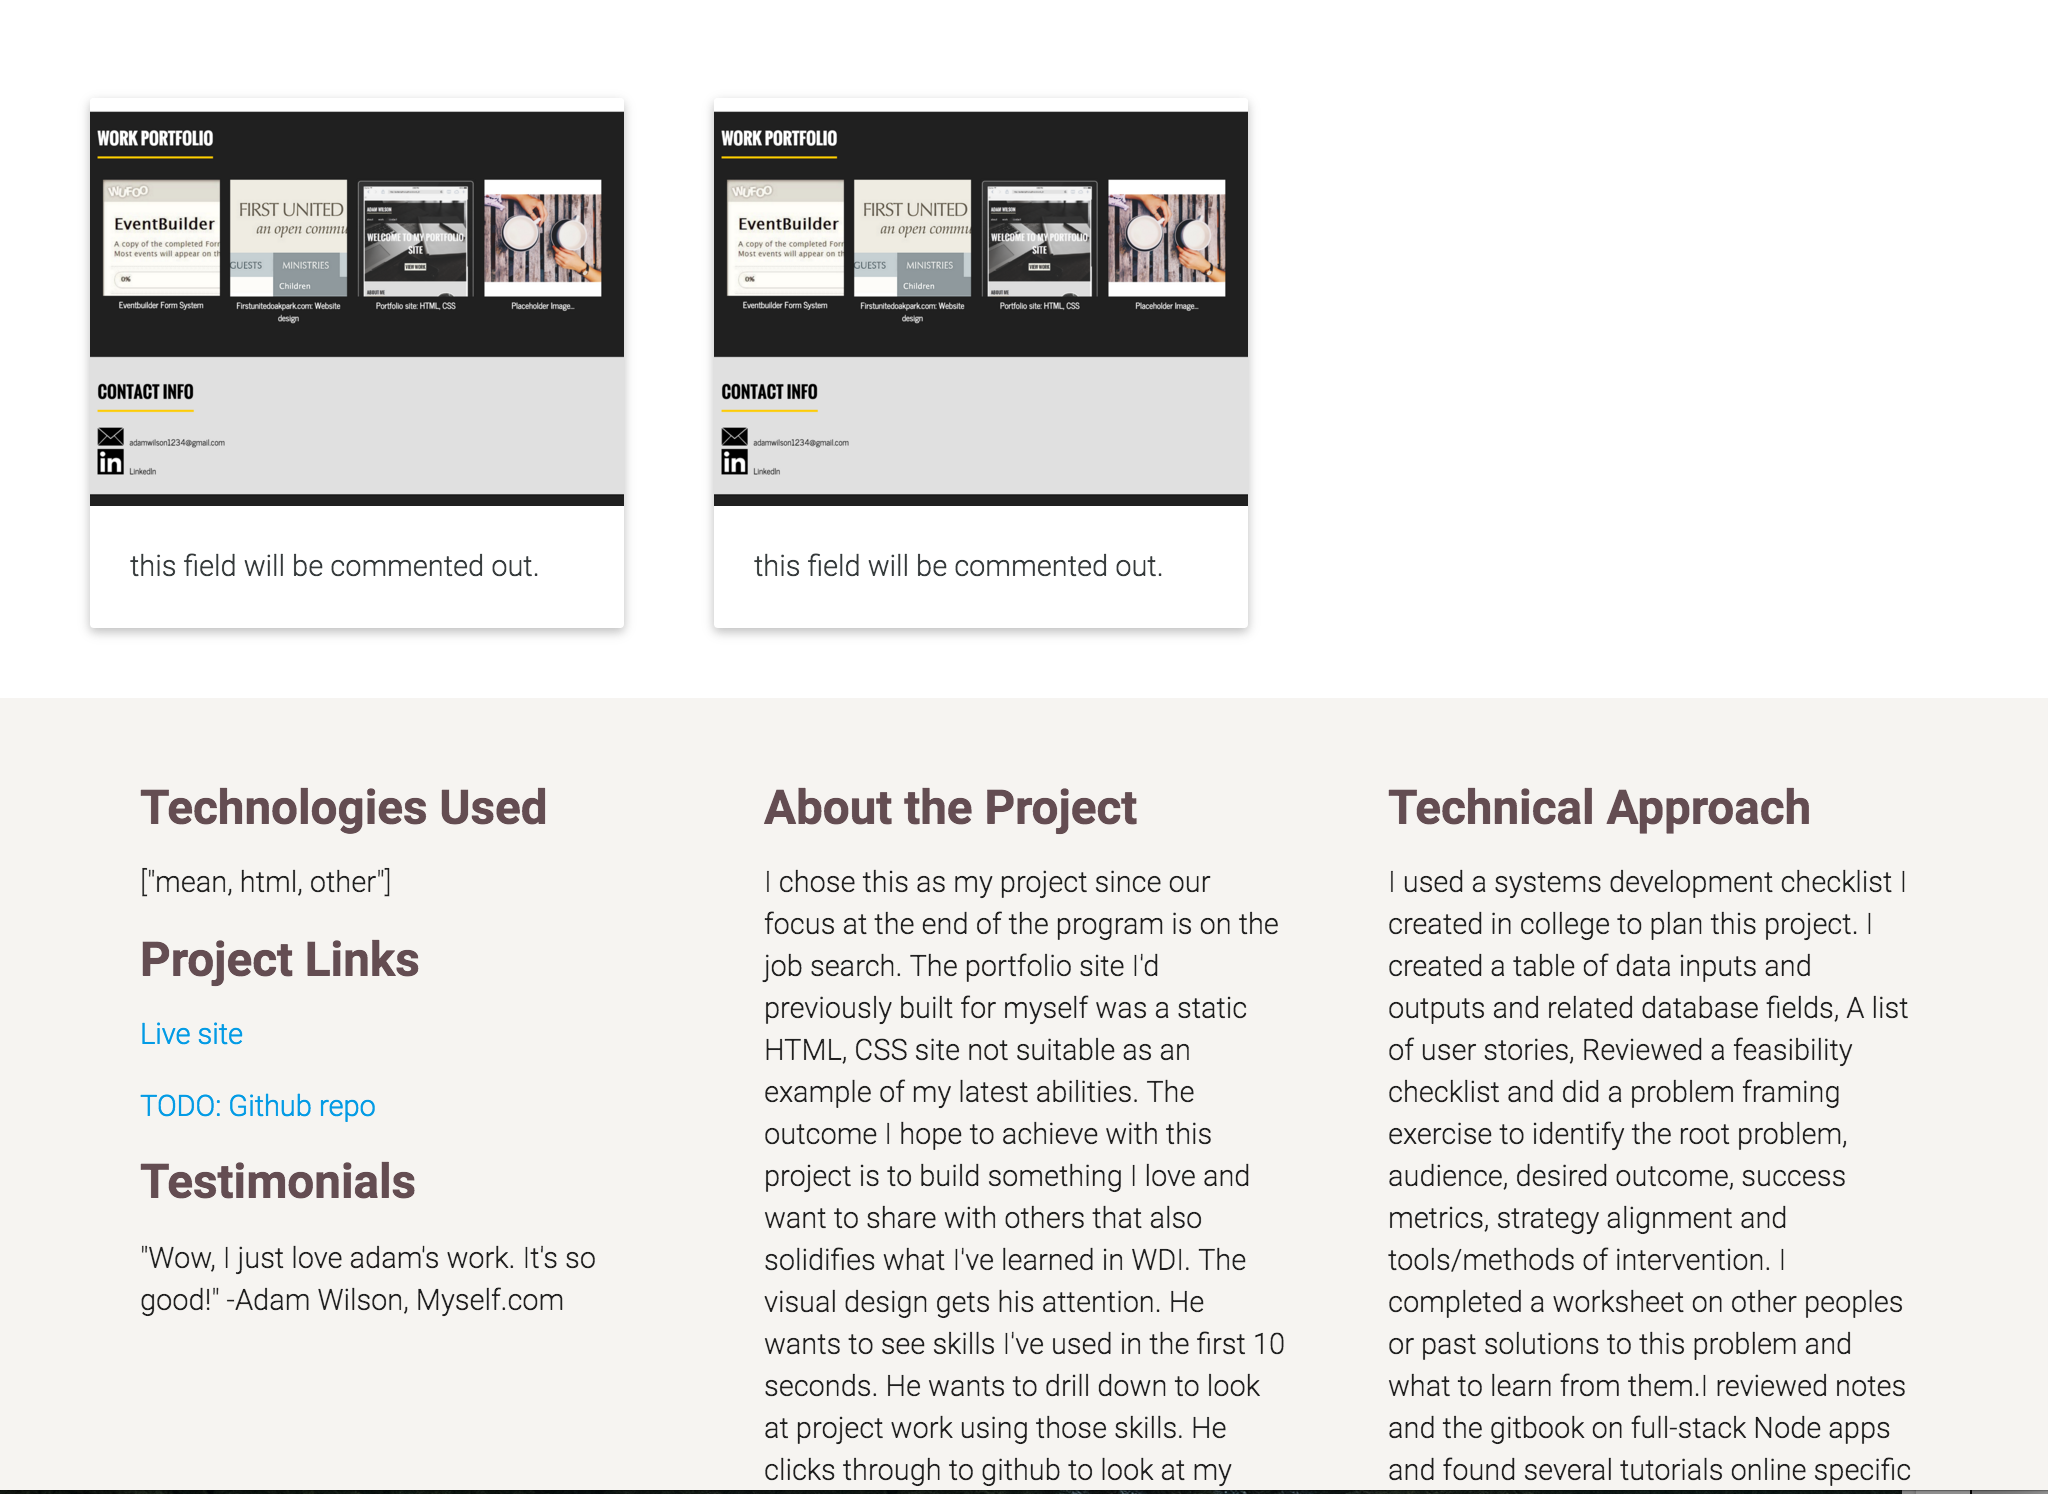 WORK PORTFOLIO
WUFOO
EventBuilder
A copy of the completed For
Most events will appear on t
0%
Eventbuilder Form System
FIRST UNITED
an open commu
GUESTS MINISTRIES
Children
Firstunitedoakpark.com: Website
design
ADAM WILSON
WELCOME TO MY PORTFOLIO
SITE
VIEW WORK
ABOUT ME
Portfolio site: HTML, CSS
Placeholder Image...
CONTACT INFO
adamwilson1234@gmail.com
in LinkedIn
this field will be commented out.
WORK PORTFOLIO
WUFOO
EventBuilder
A copy of the completed For
Most events will appear on t
0%
Eventbuilder Form System
FIRST UNITED
an open commu
GUESTS MINISTRIES
Children
Firstunitedoakpark.com: Website
design
ADAM WILSON
WELCOME TO MY PORTFOLIO
SITE
VIEW WORK
ABOUT ME
Portfolio site: HTML, CSS
Placeholder Image...
CONTACT INFO
adamwilson1234@gmail.com
in LinkedIn
this field will be commented out.
Technologies Used
["mean, html, other"]
Project Links
Live site
TODO: Github repo
Testimonials
"Wow, I just love adam's work. It's so
good!" -Adam Wilson, Myself.com
About the Project
I chose this as my project since our
focus at the end of the program is on the
job search. The portfolio site I'd
previously built for myself was a static
HTML, CSS site not suitable as an
example of my latest abilities. The
outcome I hope to achieve with this
project is to build something I love and
want to share with others that also
solidifies what I've learned in WDI. The
visual design gets his attention. He
wants to see skills I've used in the first 10
seconds. He wants to drill down to look
at project work using those skills. He
clicks through to github to look at my
Technical Approach
I used a systems development checklist I
created in college to plan this project. I
created a table of data inputs and
outputs and related database fields, A list
of user stories, Reviewed a feasibility
checklist and did a problem framing
exercise to identify the root problem,
audience, desired outcome, success
metrics, strategy alignment and
tools/methods of intervention. I
completed a worksheet on other peoples
or past solutions to this problem and
what to learn from them.I reviewed notes
and the gitbook on full-stack Node apps
and found several tutorials online specific